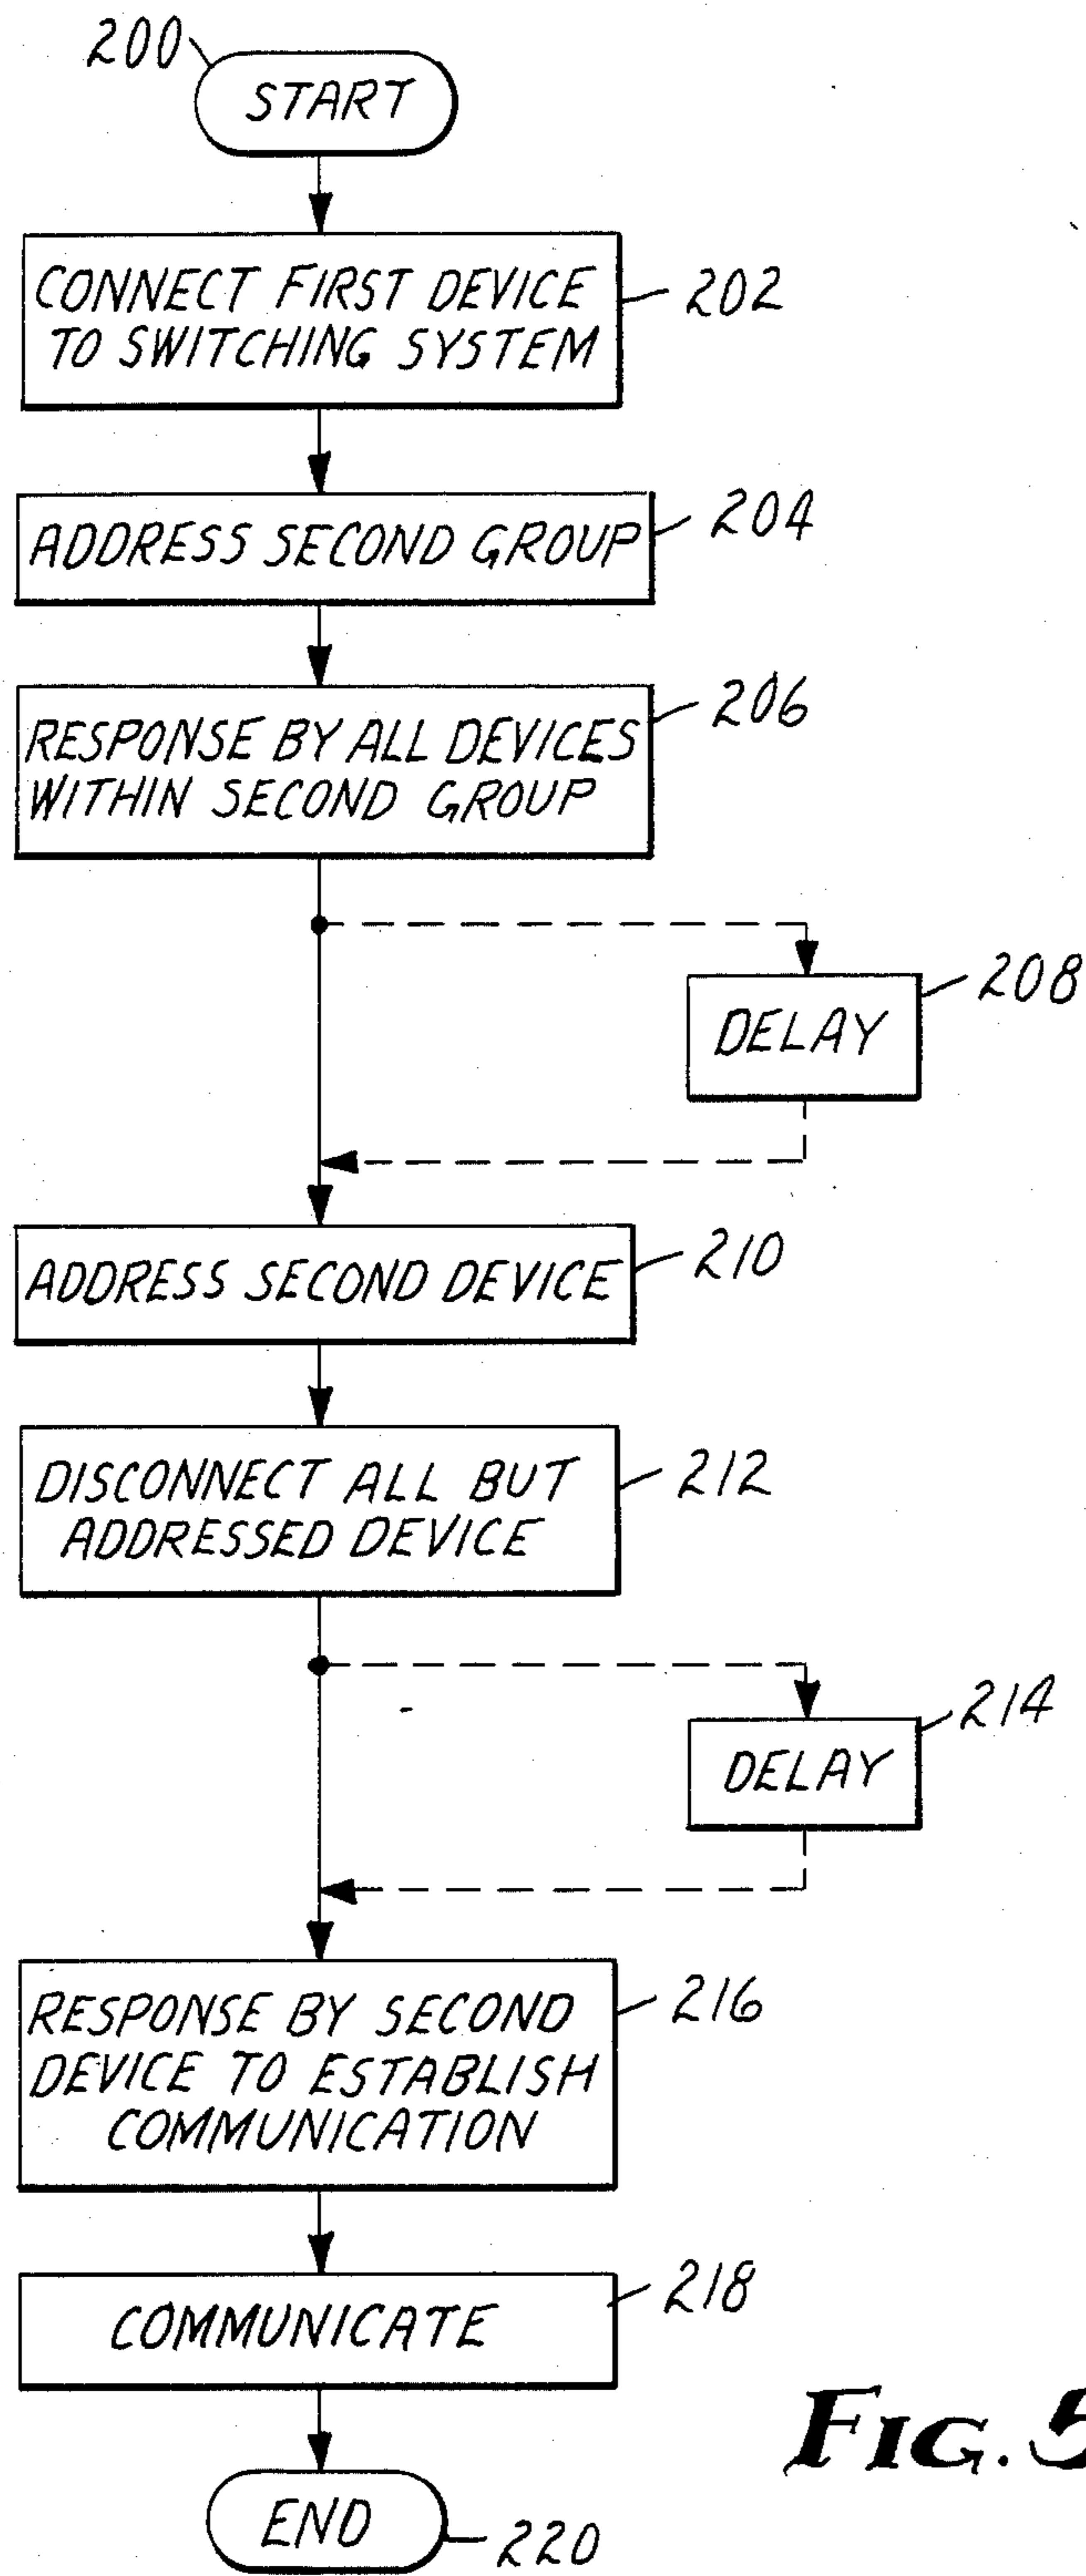 200
START
CONNECT FIRST DEVICE
TO SWITCHING SYSTEM
202
ADDRESS SECOND GROUP
204
RESPONSE BY ALL DEVICES
WITHIN SECOND GROUP
206
DELAY
208
ADDRESS SECOND DEVICE
210
DISCONNECT ALL BUT
ADDRESSED DEVICE
212
DELAY
214
RESPONSE BY SECOND
DEVICE TO ESTABLISH
COMMUNICATION
216
COMMUNICATE
218
END
220
FIG. 5